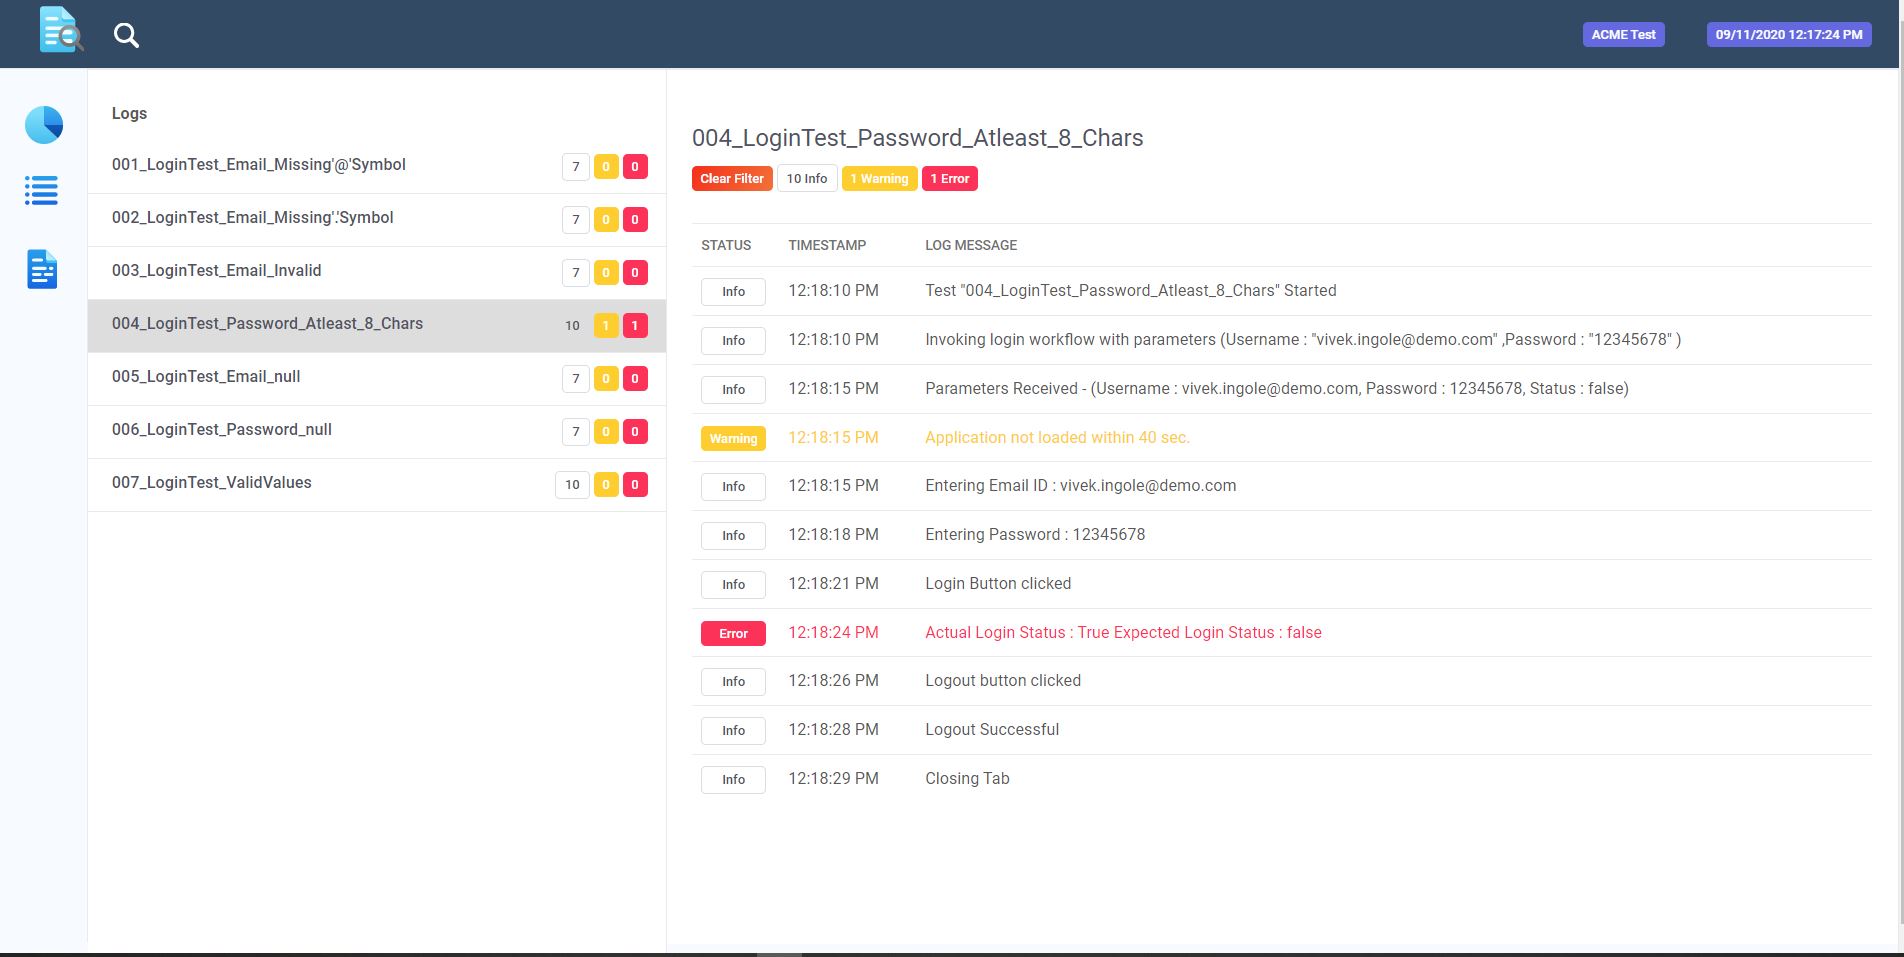 ACME Test 09/11/2020 12:17:24 PM
Logs
001_LoginTest_Email_Missing'@'Symbol 7 0 0
002_LoginTest_Email_Missing'.'Symbol 7 0 0
003_LoginTest_Email_Invalid 7 0 0
004_LoginTest_Password_Atleast_8_Chars 10 1 1
005_LoginTest_Email_null 7 0 0
006_LoginTest_Password_null 7 0 0
007_LoginTest_ValidValues 10 0 0
004_LoginTest_Password_Atleast_8_Chars
Clear Filter 10 Info 1 Warning 1 Error
STATUS TIMESTAMP LOG MESSAGE
Info 12:18:10 PM Test "004_LoginTest_Password_Atleast_8_Chars" Started
Info 12:18:10 PM Invoking login workflow with parameters (Username : "vivek.ingole@demo.com" ,Password : "12345678" )
Info 12:18:15 PM Parameters Received - (Username : vivek.ingole@demo.com, Password : 12345678, Status : false)
Warning 12:18:15 PM Application not loaded within 40 sec.
Info 12:18:15 PM Entering Email ID : vivek.ingole@demo.com
Info 12:18:18 PM Entering Password : 12345678
Info 12:18:21 PM Login Button clicked
Error 12:18:24 PM Actual Login Status : True Expected Login Status : false
Info 12:18:26 PM Logout button clicked
Info 12:18:28 PM Logout Successful
Info 12:18:29 PM Closing Tab